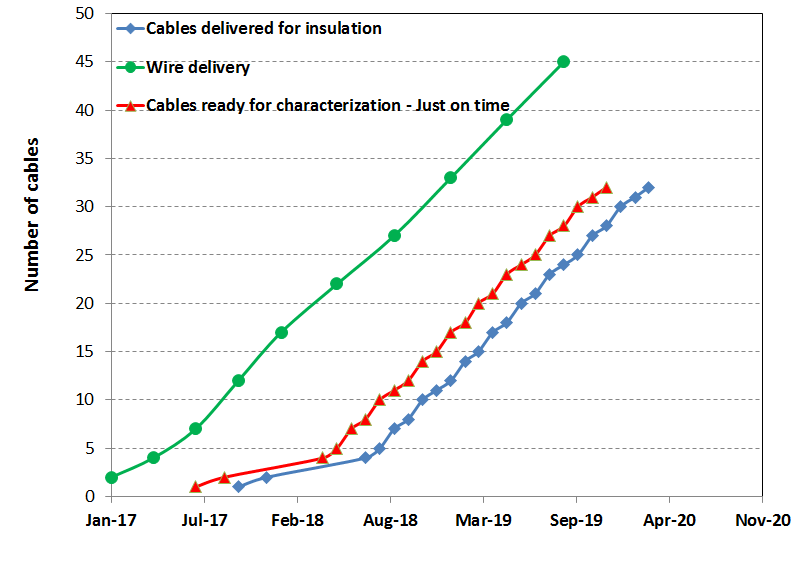 50
45
40
35
30
25
20
15
10
5
0
Number of cables
Cables delivered for insulation
Wire delivery
Cables ready for characterization - Just on time
Jan-17 Jul-17 Feb-18 Aug-18 Mar-19 Sep-19 Apr-20 Nov-20